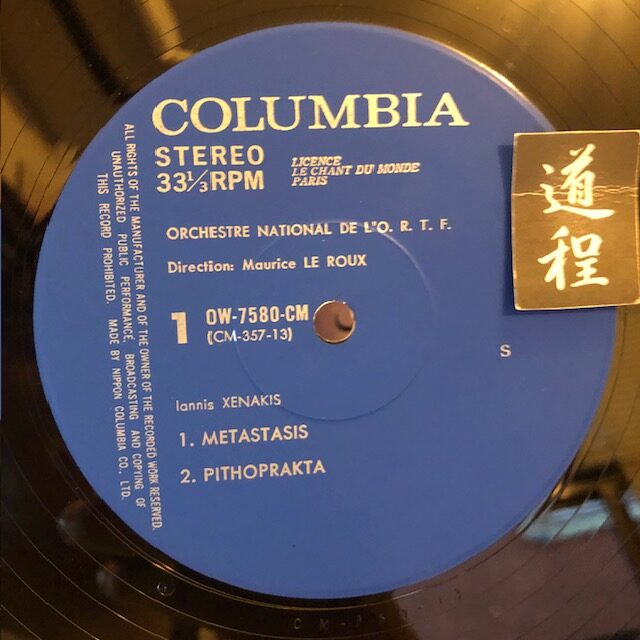 COLUMBIA
STEREO
33⅓ RPM
LICENCE
LE CHANT DU MONDE
PARIS
ORCHESTRE NATIONAL DE L'O. R. T. F.
Direction: Maurice LE ROUX
1
OW-7580-CM
(CM-357-13)
S
Iannis XENAKIS
1. METASTASIS
2. PITHOPRAKTA
ALL RIGHTS OF THE MANUFACTURER AND OF THE OWNER OF THE RECORDED WORK RESERVED.
UNAUTHORIZED PUBLIC PERFORMANCE, BROADCASTING AND COPYING OF
THIS RECORD PROHIBITED. MADE BY NIPPON COLUMBIA CO., LTD.
道程